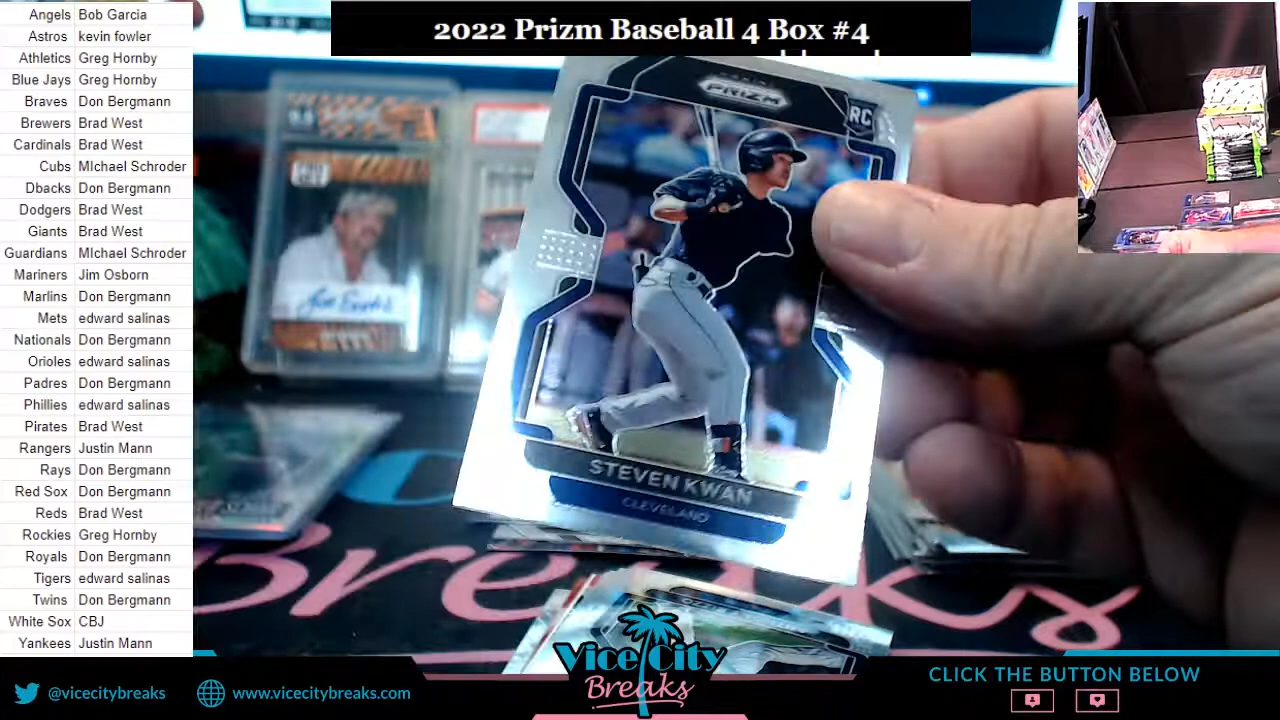 2022 Prizm Baseball 4 Box #4
Angels Bob Garcia
Astros kevin fowler
Athletics Greg Hornby
Blue Jays Greg Hornby
Braves Don Bergmann
Brewers Brad West
Cardinals Brad West
Cubs MIchael Schroder
Dbacks Don Bergmann
Dodgers Brad West
Giants Brad West
Guardians MIchael Schroder
Mariners Jim Osborn
Marlins Don Bergmann
Mets edward salinas
Nationals Don Bergmann
Orioles edward salinas
Padres Don Bergmann
Phillies edward salinas
Pirates Brad West
Rangers Justin Mann
Rays Don Bergmann
Red Sox Don Bergmann
Reds Brad West
Rockies Greg Hornby
Royals Don Bergmann
Tigers edward salinas
Twins Don Bergmann
White Sox CBJ
Yankees Justin Mann
PANINI
PRIZM
RC
STEVEN KWAN
CLEVELAND
Breaks
Vice City
Breaks
@vicecitybreaks
www.vicecitybreaks.com
CLICK THE BUTTON BELOW